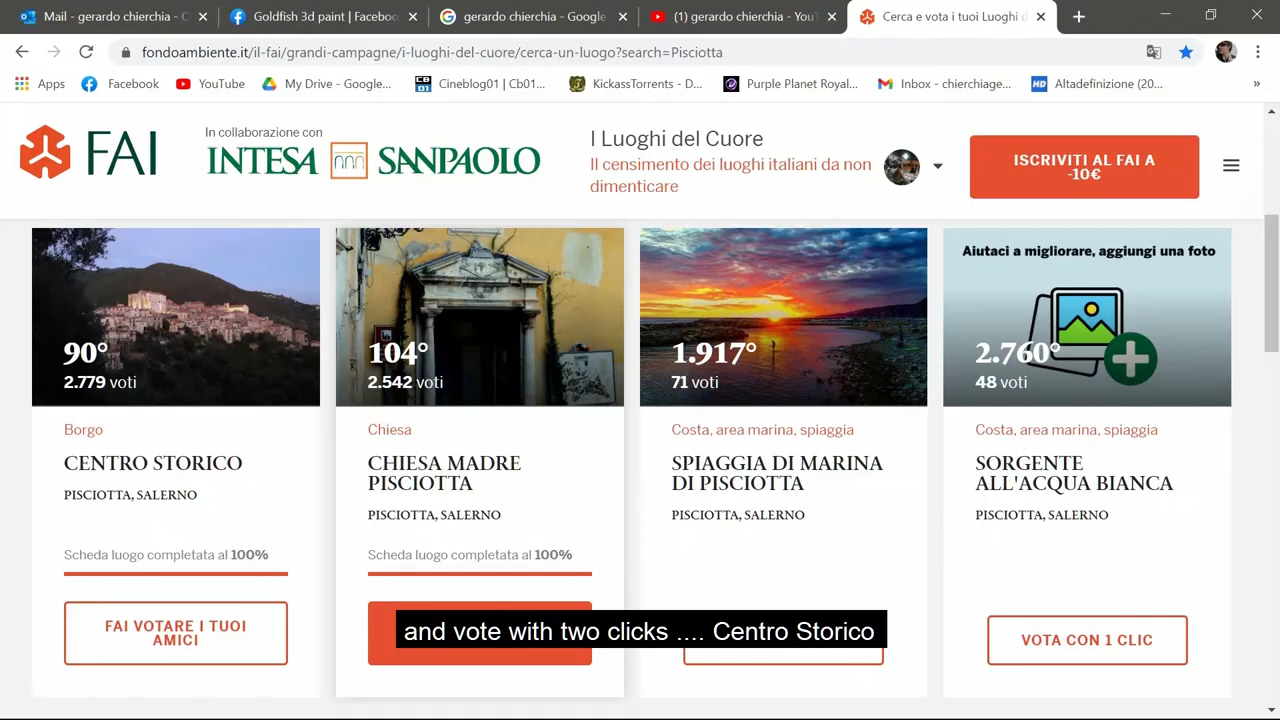 Mail - gerardo chierchia - O
Goldfish 3d paint | Faceboo
gerardo chierchia - Google
(1) gerardo chierchia - YouT
Cerca e vota i tuoi Luoghi d
fondoambiente.it/il-fai/grandi-campagne/i-luoghi-del-cuore/cerca-un-luogo?search=Pisciotta
Apps
Facebook
YouTube
My Drive - Google...
Cineblog01 | Cb01...
KickassTorrents - D...
Purple Planet Royal...
Inbox - chierchiage...
Altadefinizione (20...
»
FAI
In collaborazione con
INTESA SANPAOLO
I Luoghi del Cuore
Il censimento dei luoghi italiani da non
dimenticare
ISCRIVITI AL FAI A
-10€
90°
2.779 voti
Borgo
CENTRO STORICO
PISCIOTTA, SALERNO
Scheda luogo completata al 100%
FAI VOTARE I TUOI
AMICI
104°
2.542 voti
Chiesa
CHIESA MADRE
PISCIOTTA
PISCIOTTA, SALERNO
Scheda luogo completata al 100%
1.917°
71 voti
Costa, area marina, spiaggia
SPIAGGIA DI MARINA
DI PISCIOTTA
PISCIOTTA, SALERNO
Aiutaci a migliorare, aggiungi una foto
2.760°
48 voti
Costa, area marina, spiaggia
SORGENTE
ALL'ACQUA BIANCA
PISCIOTTA, SALERNO
VOTA CON 1 CLIC
and vote with two clicks .... Centro Storico